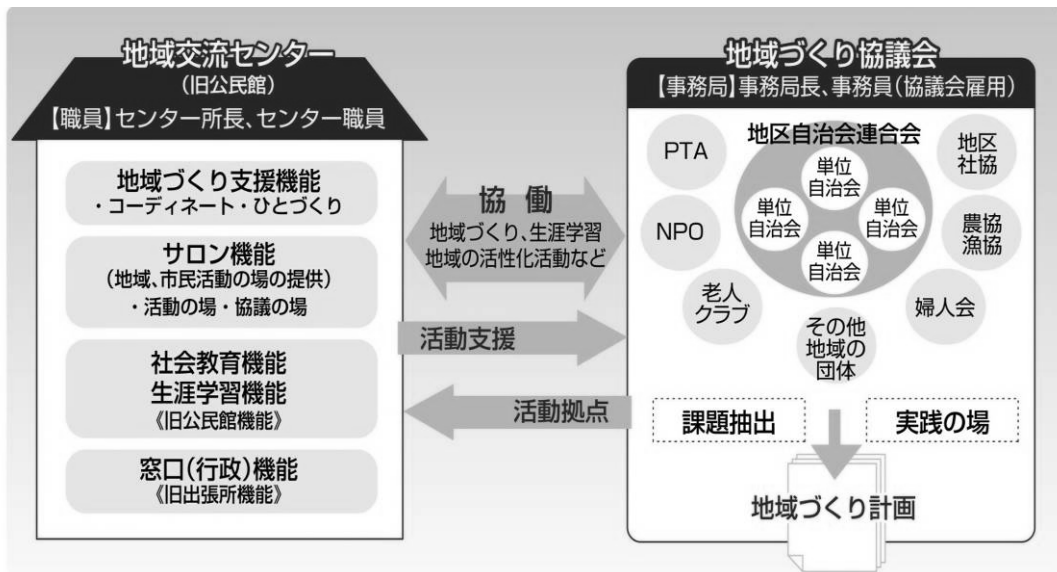 地域交流センター
(旧公民館)
【職員】センター所長、センター職員
地域づくり支援機能
・コーディネート・ひとづくり
サロン機能
(地域、市民活動の場の提供)
・活動の場・協議の場
社会教育機能
生涯学習機能
《旧公民館機能》
窓口(行政)機能
《旧出張所機能》
協働
地域づくり、生涯学習
地域の活性化活動など
活動支援
活動拠点
地域づくり協議会
【事務局】事務局長、事務員(協議会雇用)
地区自治会連合会
単位
自治会
単位
自治会
単位
自治会
単位
自治会
PTA
NPO
老人
クラブ
その他
地域の
団体
婦人会
農協
漁協
地区
社協
課題抽出
実践の場
地域づくり計画